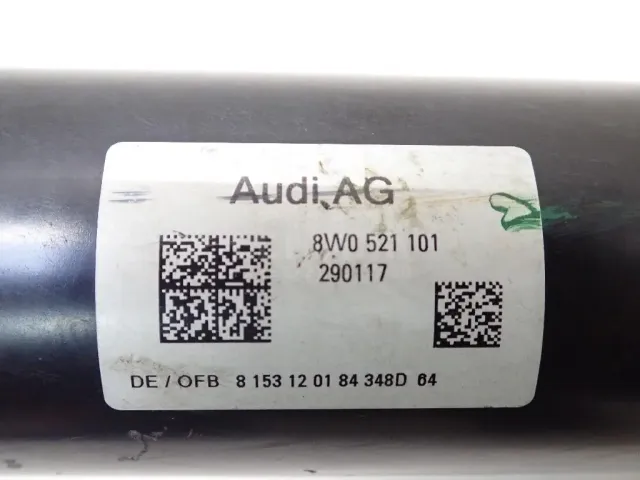 Audi AG
8W0 521 101
290117
DE / OFB 8 153 12 01 84 348D 64